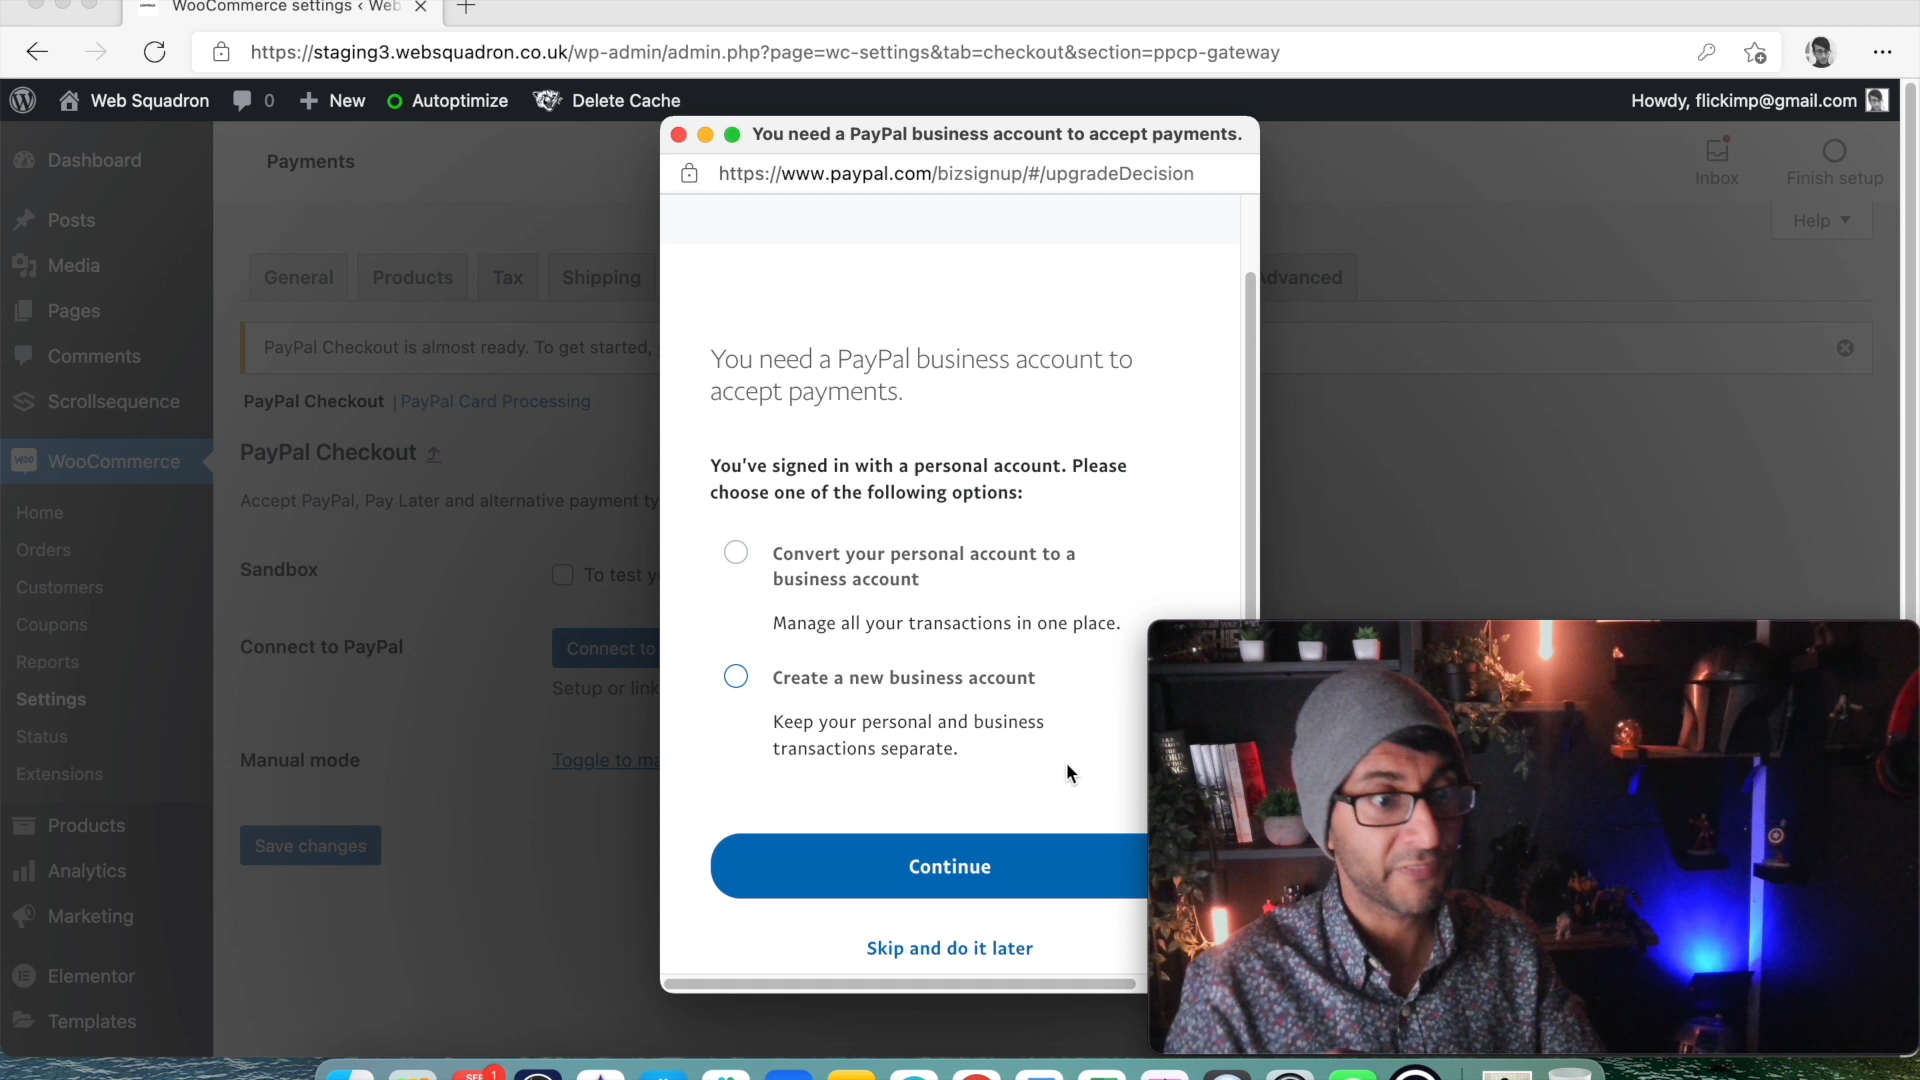 WooCommerce settings ‹ Web
https://staging3.websquadron.co.uk/wp-admin/admin.php?page=wc-settings&tab=checkout&section=ppcp-gateway
Web Squadron 0 New Autoptimize Delete Cache Howdy, flickimp@gmail.com
You need a PayPal business account to accept payments.
https://www.paypal.com/bizsignup/#/upgradeDecision
Dashboard
Posts
Media
Pages
Comments
Scrollsequence
WooCommerce
Home
Orders
Customers
Coupons
Reports
Settings
Status
Extensions
Products
Analytics
Marketing
Elementor
Templates
Payments
Inbox
Finish setup
Help
General Products Tax Shipping Advanced
PayPal Checkout is almost ready. To get started,
PayPal Checkout | PayPal Card Processing
PayPal Checkout
Accept PayPal, Pay Later and alternative payment ty
Sandbox
To test y
Connect to PayPal
Connect to
Setup or link
Manual mode
Toggle to ma
Save changes
You need a PayPal business account to
accept payments.
You've signed in with a personal account. Please
choose one of the following options:
Convert your personal account to a
business account
Manage all your transactions in one place.
Create a new business account
Keep your personal and business
transactions separate.
Continue
Skip and do it later
SEP 1